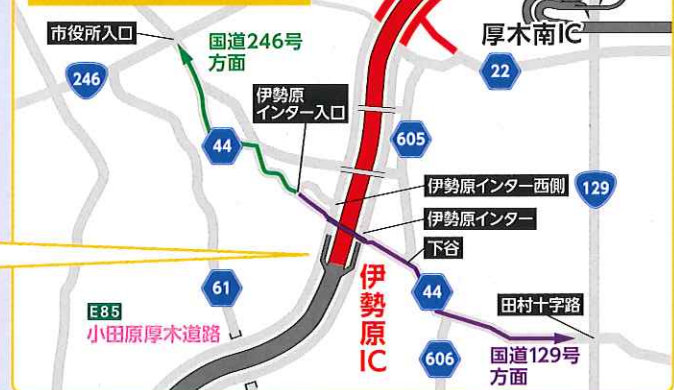 市役所入口
国道246号
方面
厚木南IC
246
22
伊勢原
インター入口
44
605
伊勢原インター西側
129
伊勢原インター
下谷
61
伊勢原IC
44
田村十字路
E85
小田原厚木道路
606
国道129号
方面